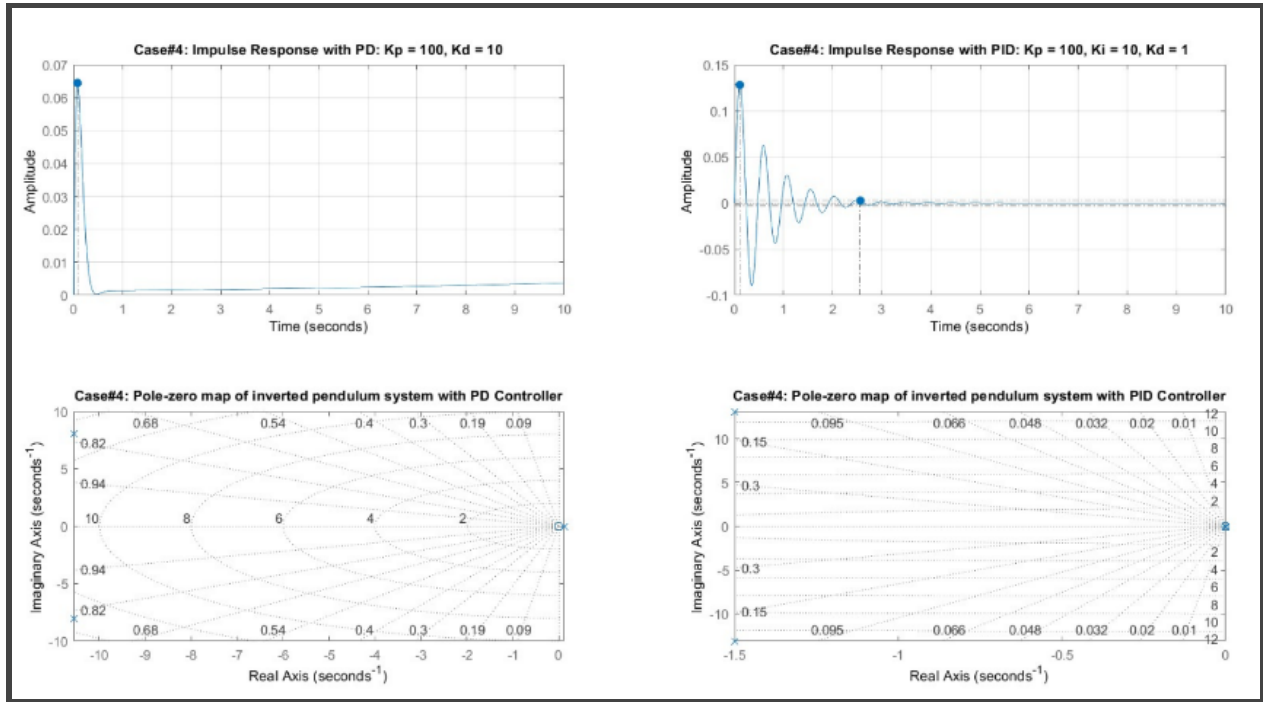 Case#4: Impulse Response with PD: Kp = 100, Kd = 10
0.07
0.06
0.05
0.04
0.03
0.02
0.01
0
Amplitude
0 1 2 3 4 5 6 7 8 9 10
Time (seconds)
Case#4: Impulse Response with PID: Kp = 100, Ki = 10, Kd = 1
0.15
0.1
0.05
0
-0.05
-0.1
Amplitude
0 1 2 3 4 5 6 7 8 9 10
Time (seconds)
Case#4: Pole-zero map of inverted pendulum system with PD Controller
10
5
0
-5
-10
Imaginary Axis (seconds-1)
0.68 0.54 0.4 0.3 0.19 0.09
0.82
0.94
10 8 6 4 2
0.94
0.82
0.68 0.54 0.4 0.3 0.19 0.09
-10 -9 -8 -7 -6 -5 -4 -3 -2 -1 0
Real Axis (seconds-1)
Case#4: Pole-zero map of inverted pendulum system with PID Controller
10
5
0
-5
-10
Imaginary Axis (seconds-1)
0.095 0.066 0.048 0.032 0.02 0.01
0.15
0.3
0.3
0.15
0.095 0.066 0.048 0.032 0.02 0.01
12
10
8
6
4
2
2
4
6
8
10
12
-1.5 -1 -0.5 0
Real Axis (seconds-1)